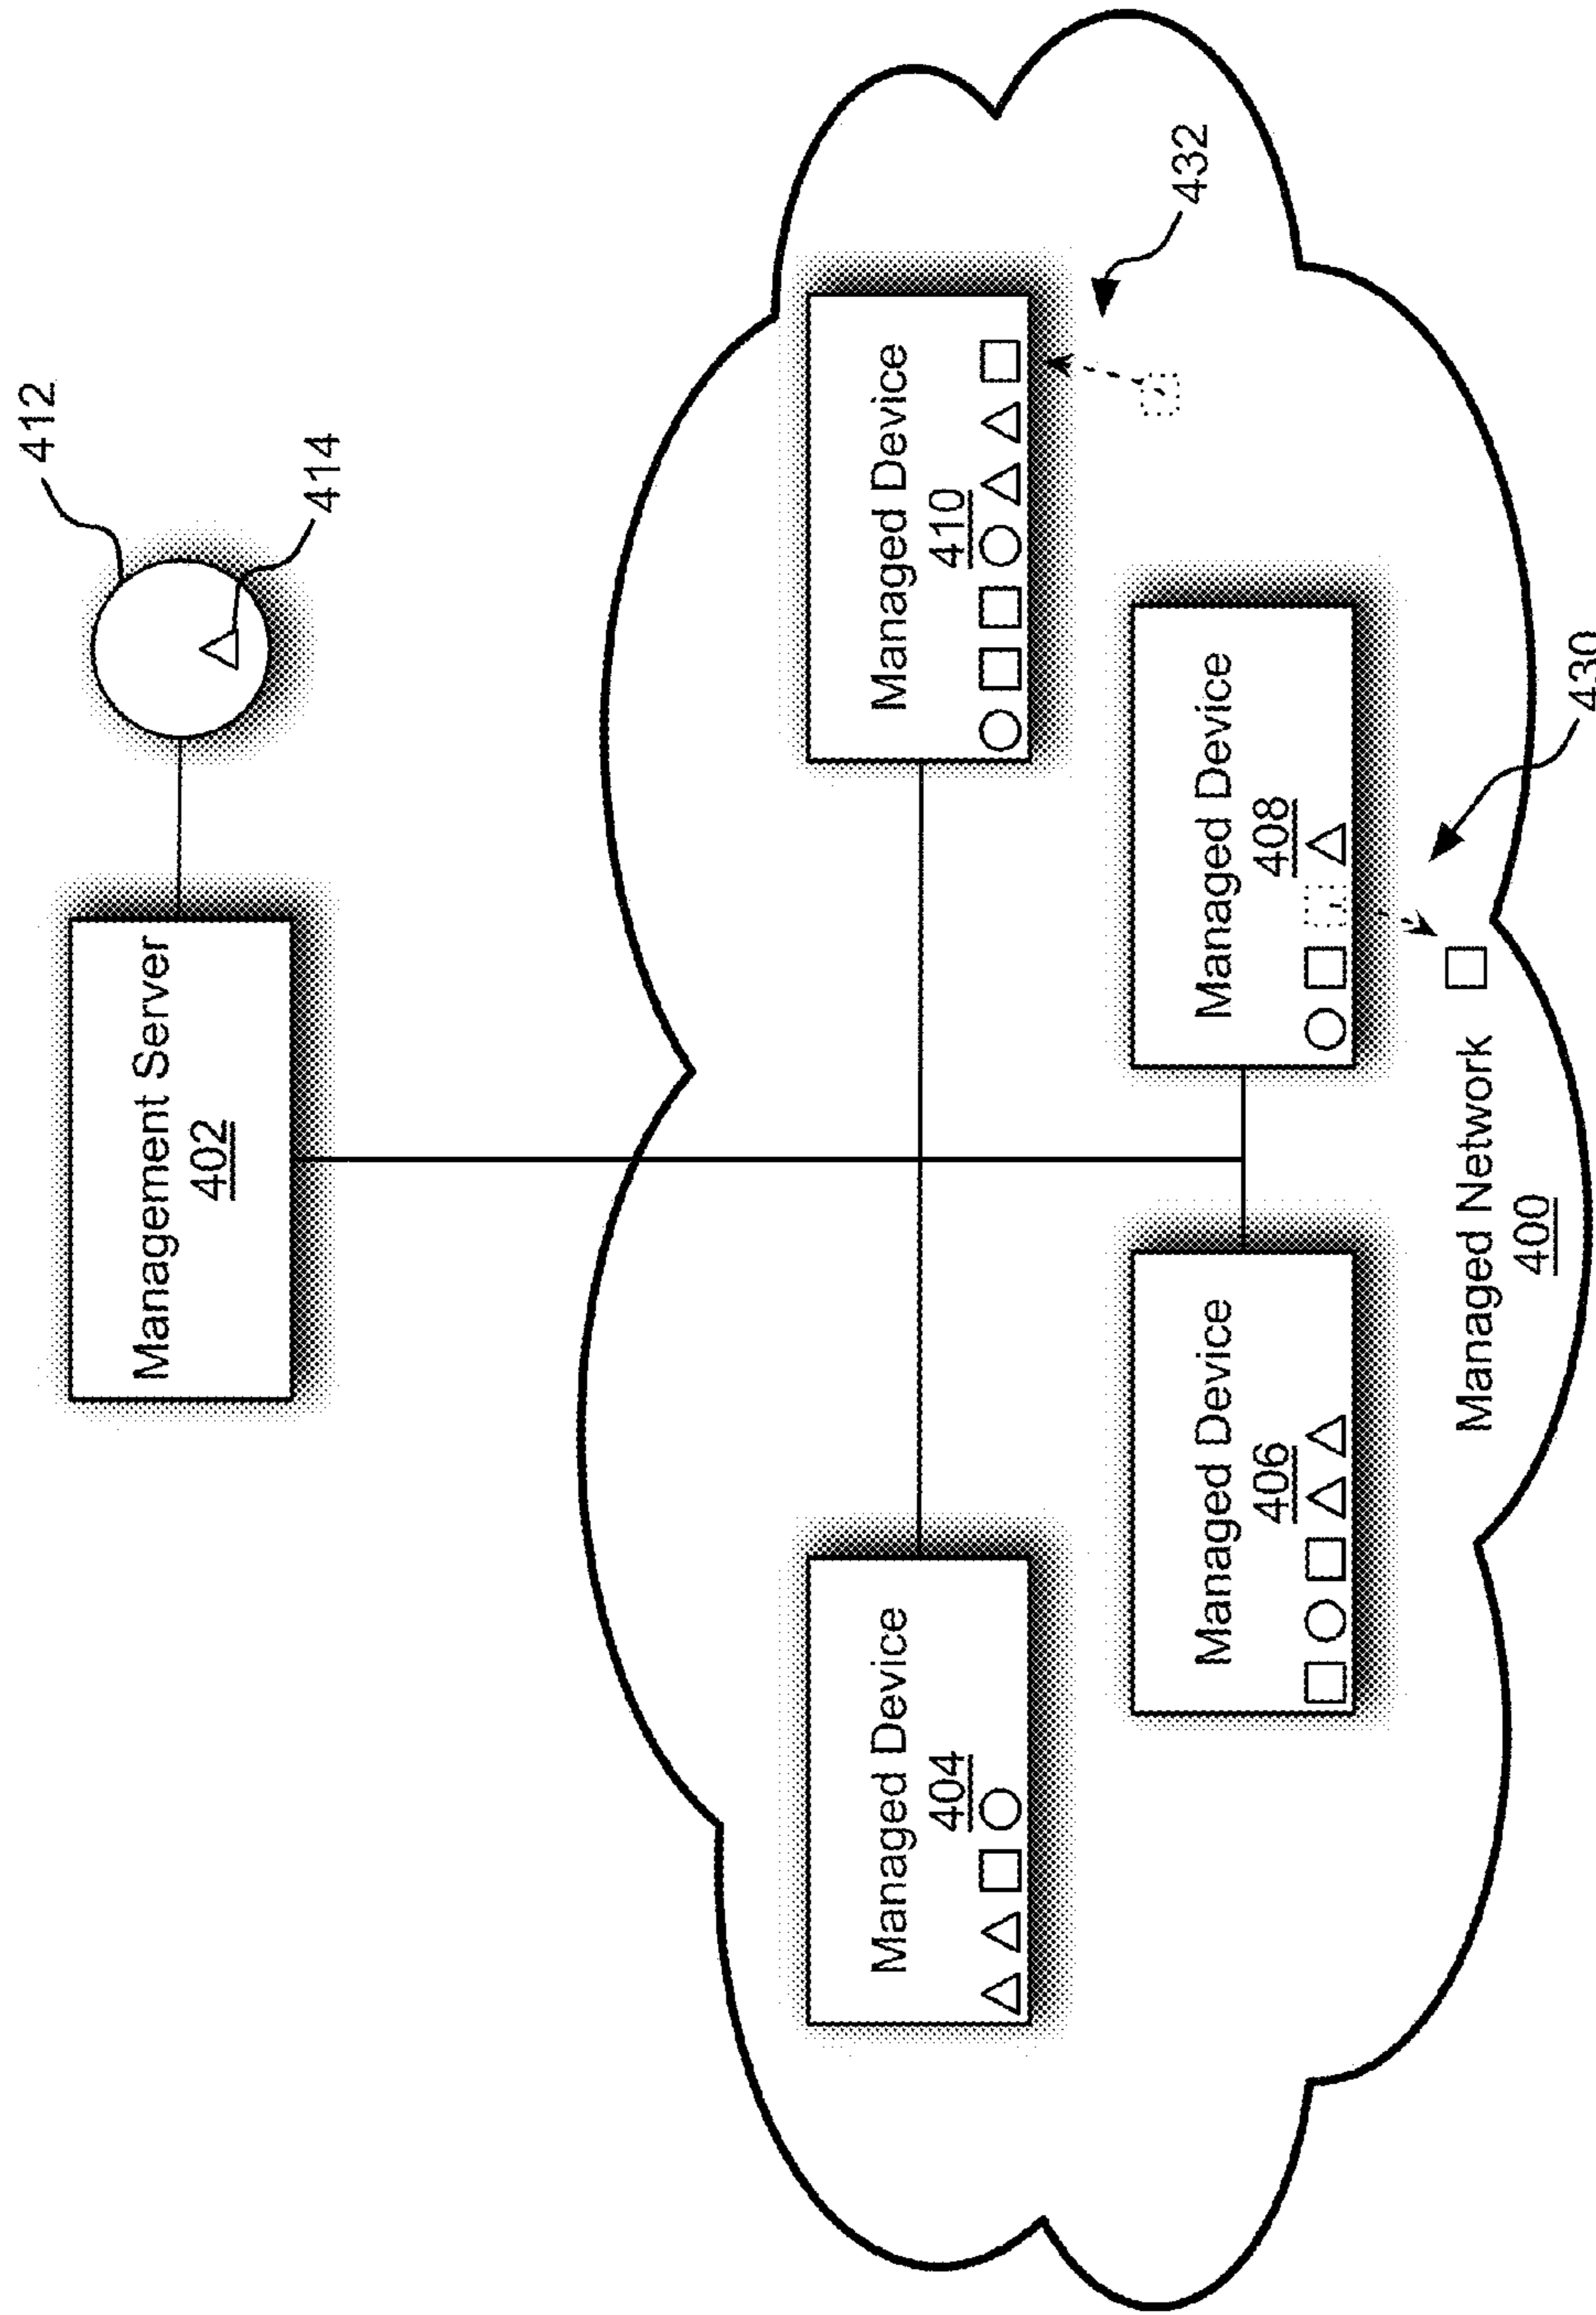 Management Server
402
412
414
Managed Device
404
Managed Device
410
432
Managed Device
406
Managed Device
408
430
Managed Network
400